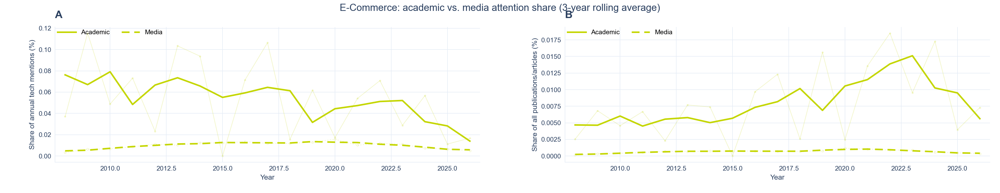 E-Commerce: academic vs. media attention share (3-year rolling average)
A
Academic
Media
Share of annual tech mentions (%)
0.12
0.10
0.08
0.06
0.04
0.02
0.00
2010.0 2012.5 2015.0 2017.5 2020.0 2022.5 2025.0
Year
B
Academic
Media
Share of all publications/articles (%)
0.0175
0.0150
0.0125
0.0100
0.0075
0.0050
0.0025
0.0000
2010.0 2012.5 2015.0 2017.5 2020.0 2022.5 2025.0
Year